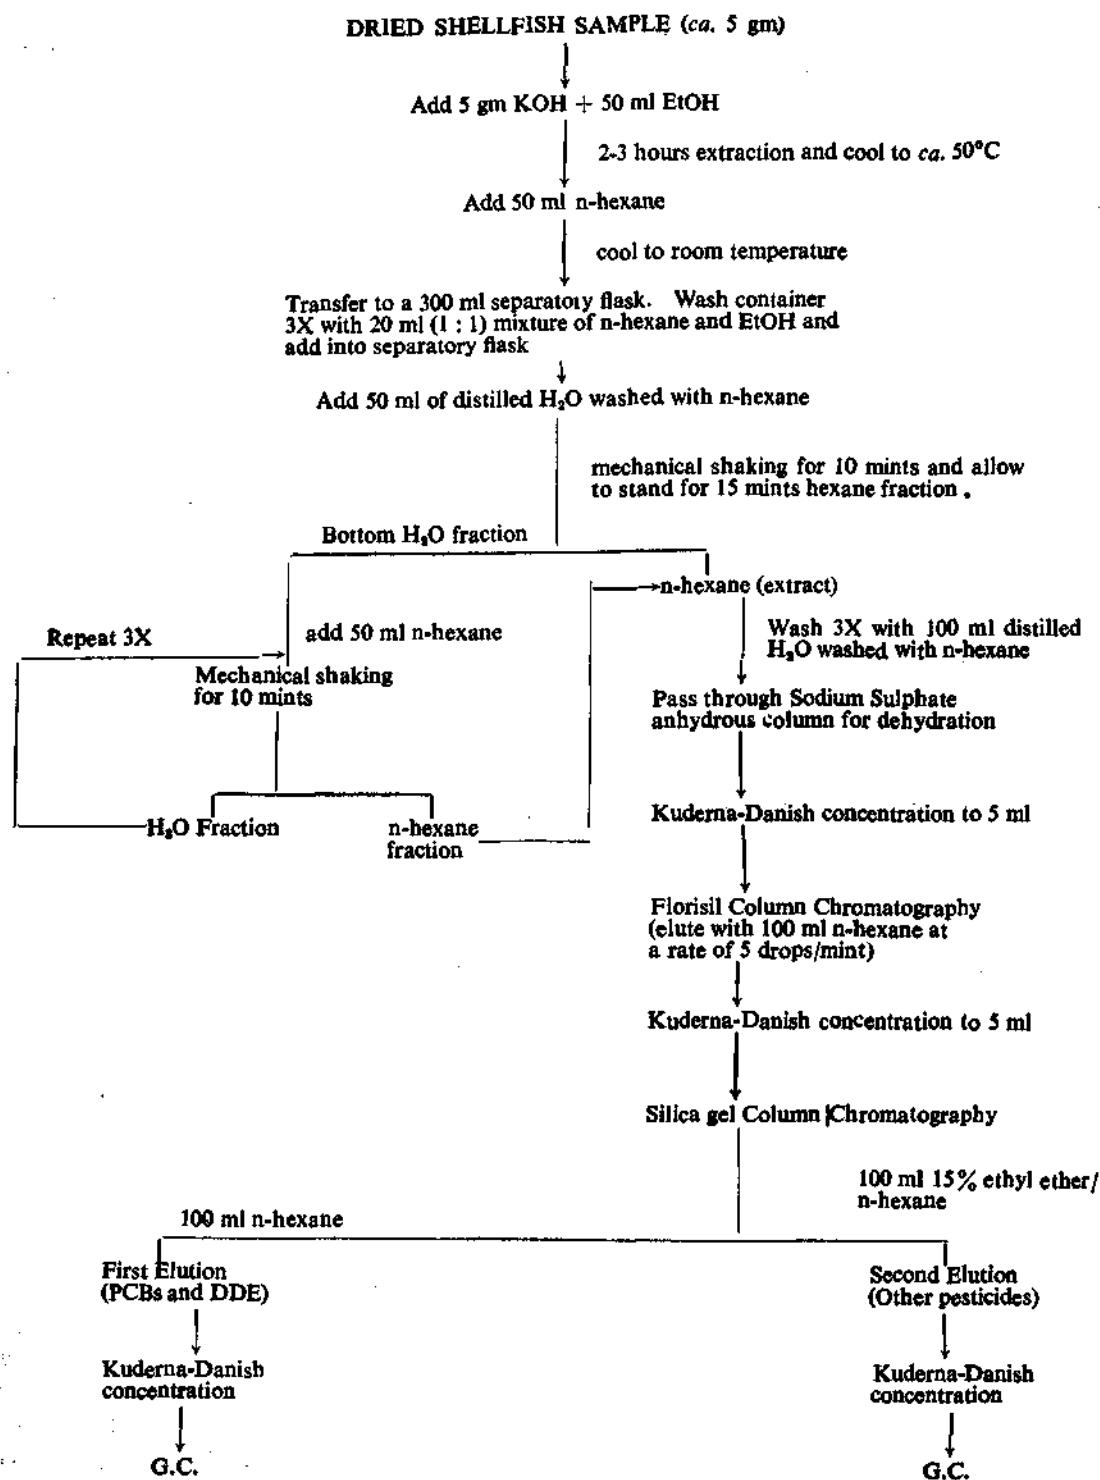 DRIED SHELLFISH SAMPLE (ca. 5 gm)
Add 5 gm KOH + 50 ml EtOH
2-3 hours extraction and cool to ca. 50°C
Add 50 ml n-hexane
cool to room temperature
Transfer to a 300 ml separatory flask. Wash container
3X with 20 ml (1 : 1) mixture of n-hexane and EtOH and
add into separatory flask
Add 50 ml of distilled H₂O washed with n-hexane
mechanical shaking for 10 mints and allow
to stand for 15 mints hexane fraction .
Bottom H₂O fraction
n-hexane (extract)
Repeat 3X
add 50 ml n-hexane
Mechanical shaking
for 10 mints
Wash 3X with 100 ml distilled
H₂O washed with n-hexane
Pass through Sodium Sulphate
anhydrous column for dehydration
H₂O Fraction
n-hexane
fraction
Kuderna-Danish concentration to 5 ml
Florisil Column Chromatography
(elute with 100 ml n-hexane at
a rate of 5 drops/mint)
Kuderna-Danish concentration to 5 ml
Silica gel Column Chromatography
100 ml n-hexane
100 ml 15% ethyl ether/
n-hexane
First Elution
(PCBs and DDE)
Kuderna-Danish
concentration
G.C.
Second Elution
(Other pesticides)
Kuderna-Danish
concentration
G.C.